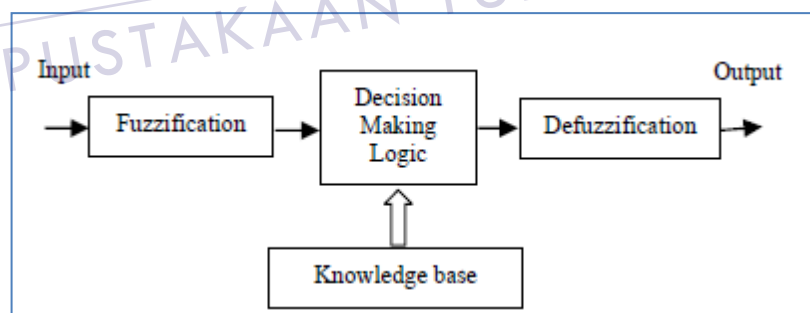 PUSTAKAAN
Input
Output
Fuzzification
Decision
Making
Logic
Defuzzification
Knowledge base